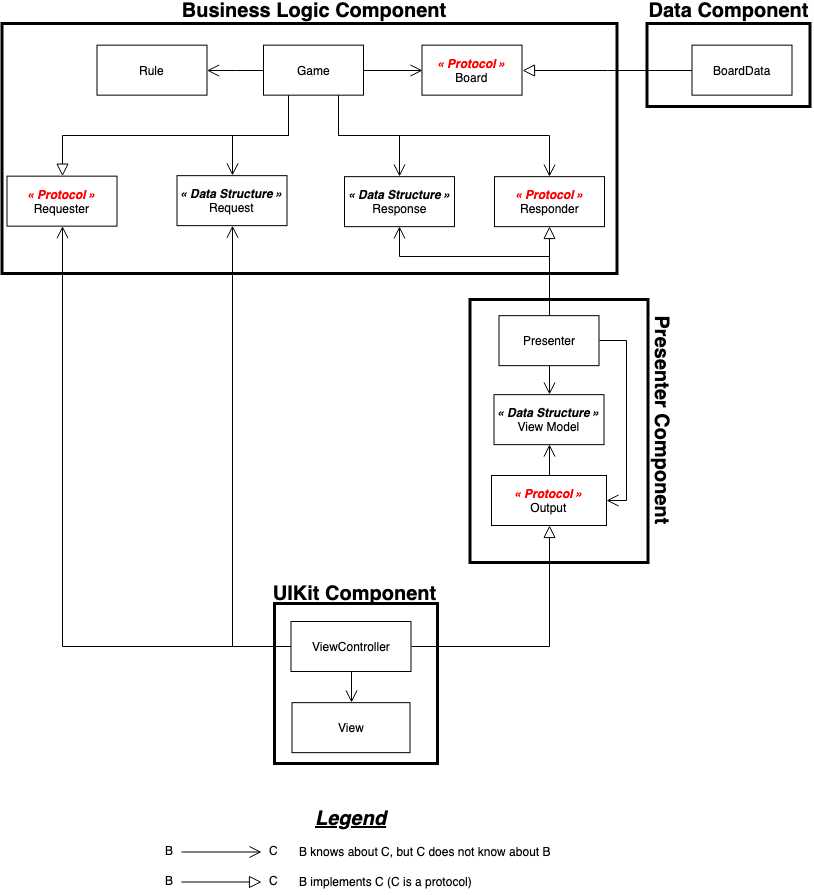 Business Logic Component
Data Component
Rule
Game
« Protocol »
Board
BoardData
« Protocol »
Requester
« Data Structure »
Request
« Data Structure »
Response
« Protocol »
Responder
Presenter Component
Presenter
« Data Structure »
View Model
« Protocol »
Output
UIKit Component
ViewController
View
Legend
B C B knows about C, but C does not know about B
B C B implements C (C is a protocol)